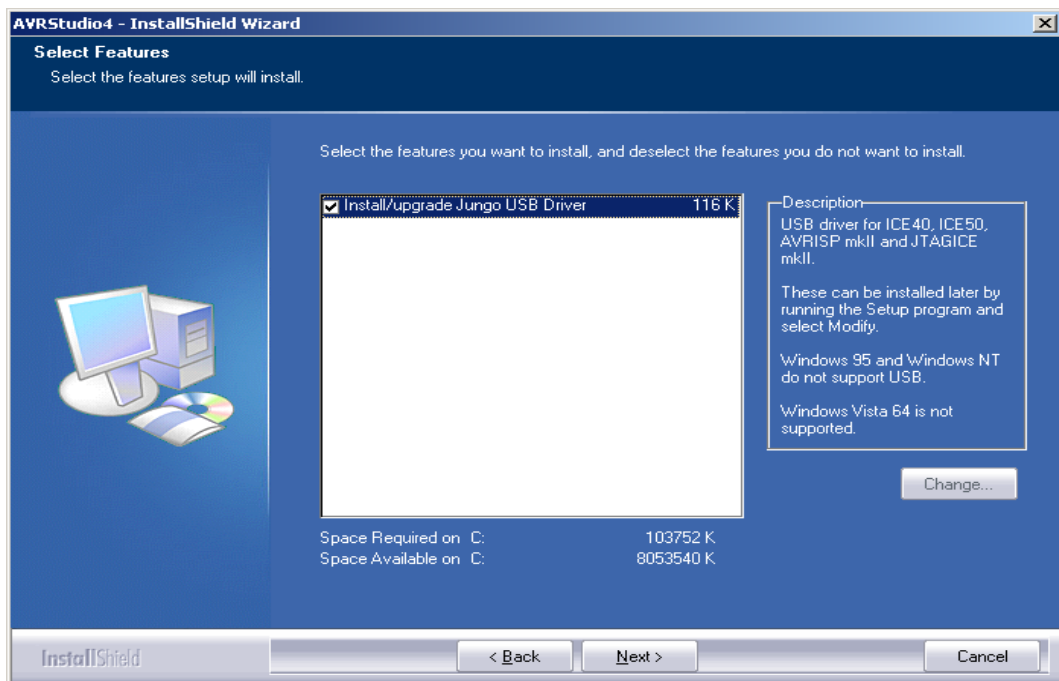 AVRStudio4 - InstallShield Wizard
Select Features
Select the features setup will install.
Select the features you want to install, and deselect the features you do not want to install.
Install/upgrade Jungo USB Driver 116 K
Description
USB driver for ICE40, ICE50,
AVRISP mkII and JTAGICE
mkII.
These can be installed later by
running the Setup program and
select Modify.
Windows 95 and Windows NT
do not support USB.
Windows Vista 64 is not
supported.
Change...
Space Required on C: 103752 K
Space Available on C: 8053540 K
InstallShield
< Back
Next >
Cancel